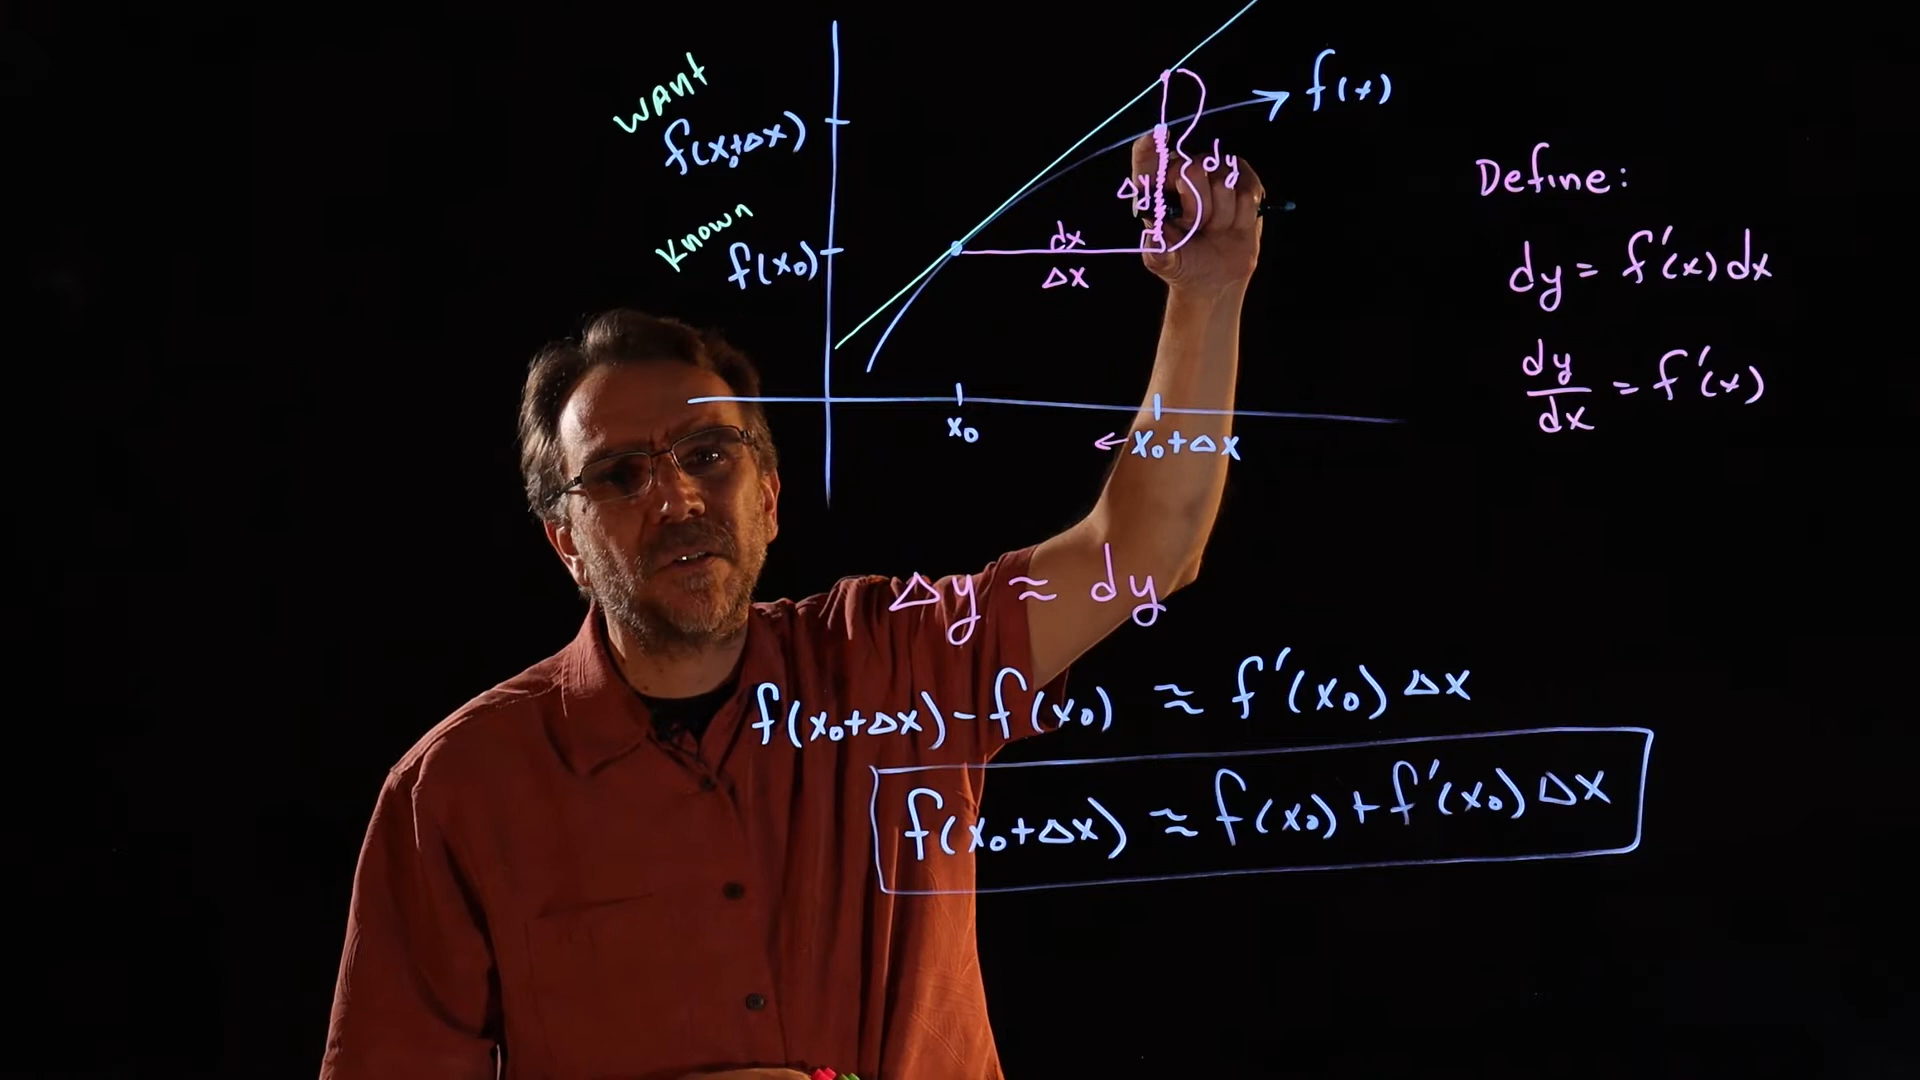 want
f(x₀+Δx)
Known
f(x₀)
f(x)
dy
Δy
dx
Δx
x₀
← x₀+Δx
Define:
dy = f'(x) dx
dy/dx = f'(x)
Δy ≈ dy
f(x₀+Δx) - f(x₀) ≈ f'(x₀) Δx
f(x₀+Δx) ≈ f(x₀) + f'(x₀) Δx